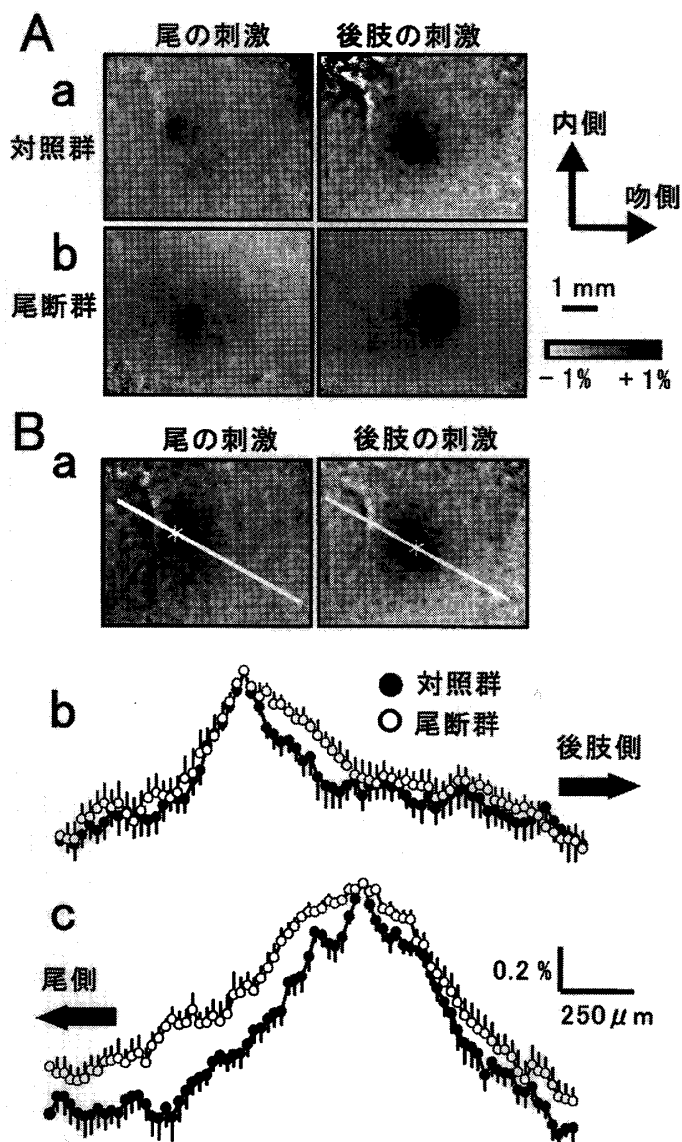 A
尾の刺激 後肢の刺激
a
対照群
内側
吻側
b
尾断群
1 mm
- 1% + 1%
B
尾の刺激 後肢の刺激
a
b
対照群
尾断群
後肢側
c
尾側
0.2 %
250 μm